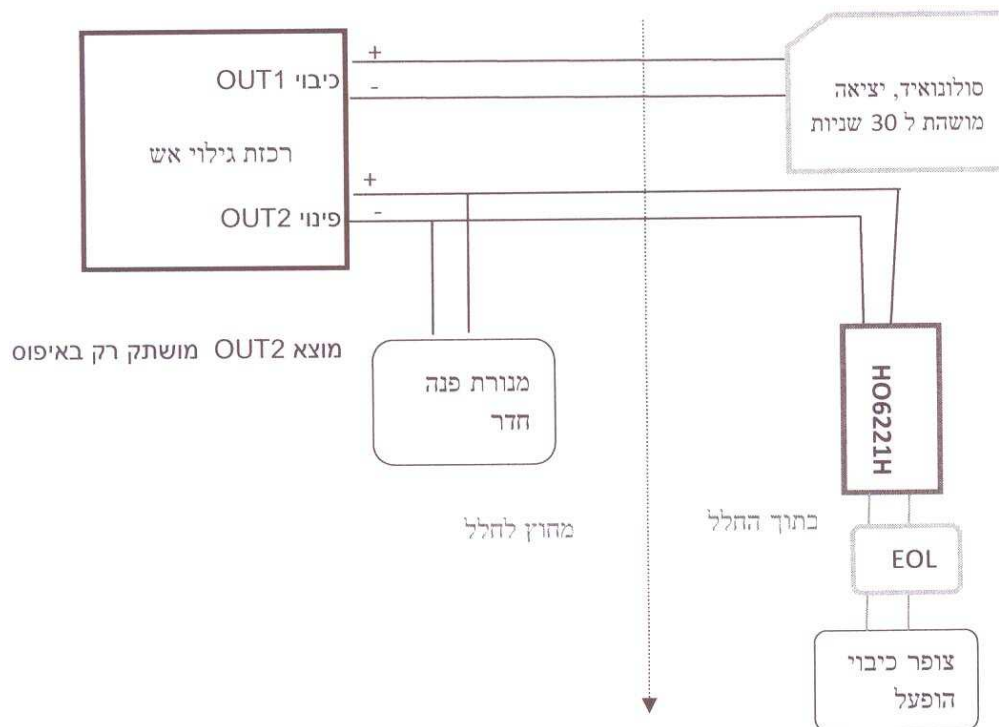 +
כיבוי OUT1
-
רכזת גילוי אש
+
פינוי OUT2
-
סולונואיד, יציאה
מושהת ל 30 שניות
מוצא OUT2 מושתק רק באיפוס
מנורת פנה
חדר
HO6221H
מחוץ לחלל
בתוך החלל
EOL
צופר כיבוי
הופעל